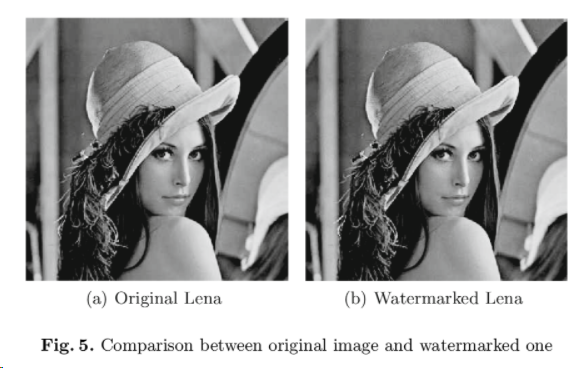 (a) Original Lena
(b) Watermarked Lena
Fig. 5. Comparison between original image and watermarked one